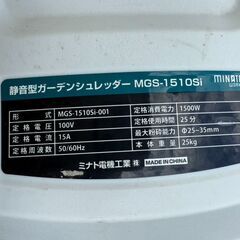 静音型ガーデンシュレッダー MGS-1510Si
MINATO
形式 MGS-1510Si-001 定格消費電力 1500W
定格電圧 100V 定格使用時間 25分
定格電流 15A 最大粉砕能力 Φ25~35mm
定格周波数 50/60Hz 本体重量 25kg
ミナト電機工業㈱ MADE IN CHINA